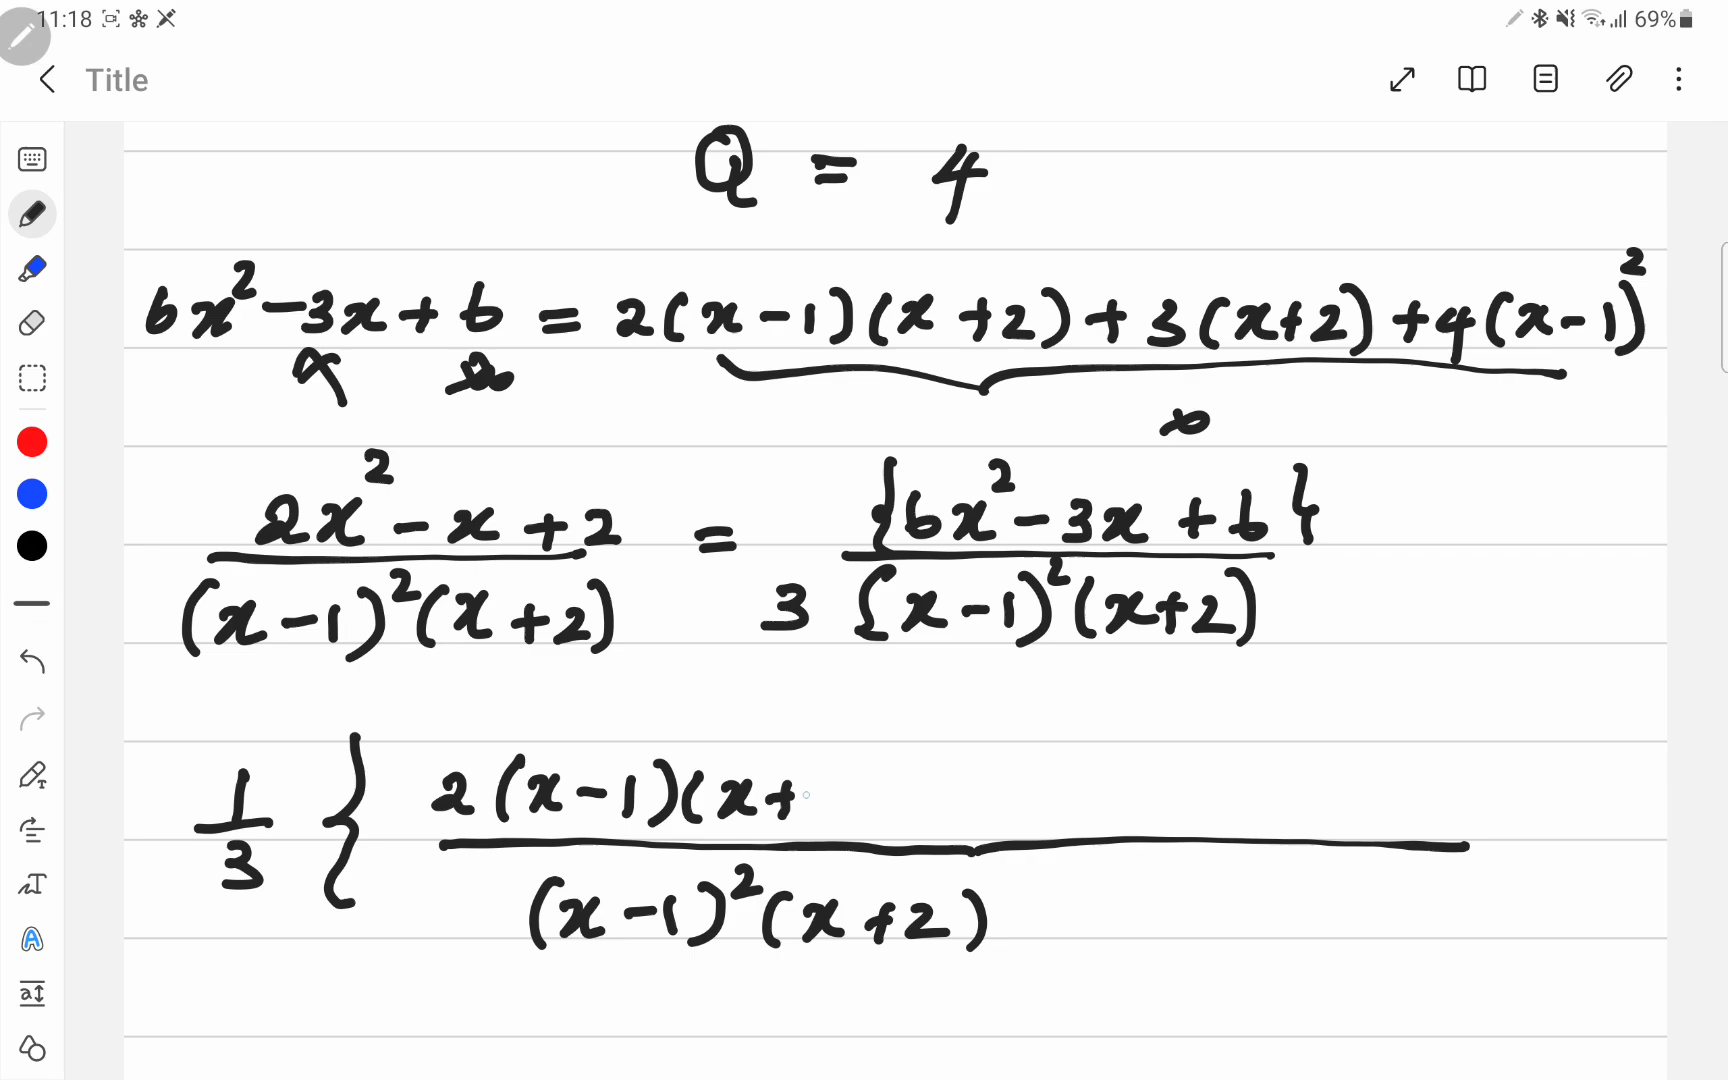 11:18 69%
Title
Q = 4
6x² - 3x + 6 = 2(x-1)(x+2) + 3(x+2) + 4(x-1)²
2x² - x + 2 = {6x² - 3x + 6}
(x-1)²(x+2) 3 {(x-1)²(x+2)
1 { 2(x-1)(x+
3 (x-1)²(x+2)